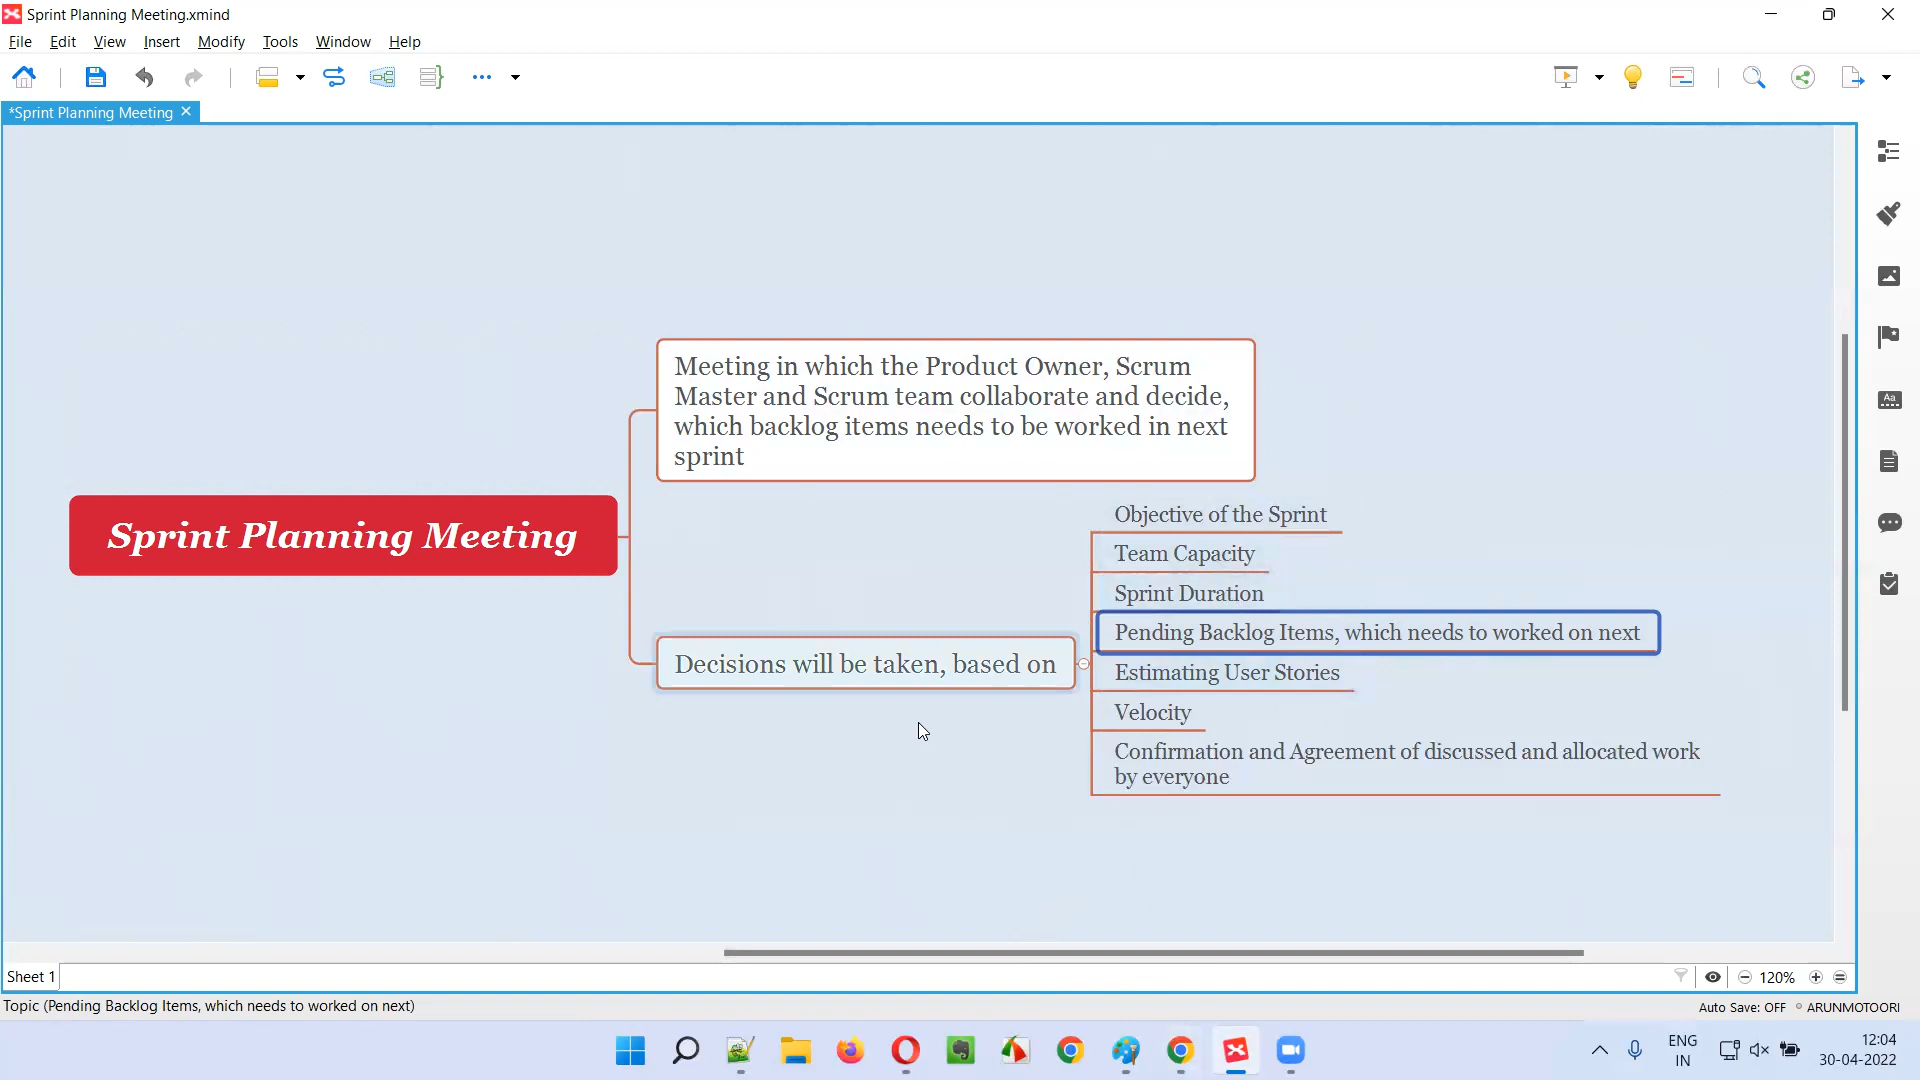 Sprint Planning Meeting.xmind
File Edit View Insert Modify Tools Window Help
*Sprint Planning Meeting
Meeting in which the Product Owner, Scrum
Master and Scrum team collaborate and decide,
which backlog items needs to be worked in next
sprint
Sprint Planning Meeting
Decisions will be taken, based on
Objective of the Sprint
Team Capacity
Sprint Duration
Pending Backlog Items, which needs to worked on next
Estimating User Stories
Velocity
Confirmation and Agreement of discussed and allocated work
by everyone
Aa
Sheet 1
120%
Topic (Pending Backlog Items, which needs to worked on next)
Auto Save: OFF
ARUNMOTOORI
ENG
IN
12:04
30-04-2022